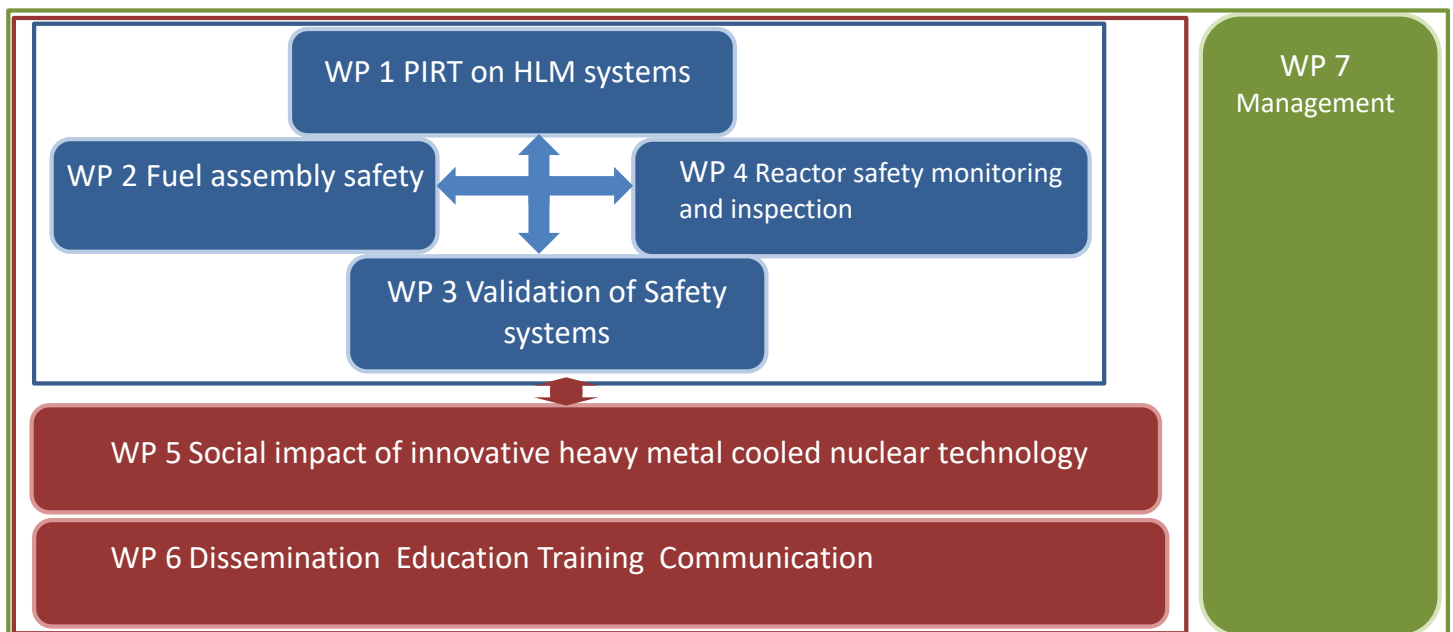 WP 1 PIRT on HLM systems
WP 2 Fuel assembly safety
WP 4 Reactor safety monitoring
and inspection
WP 3 Validation of Safety
systems
WP 5 Social impact of innovative heavy metal cooled nuclear technology
WP 6 Dissemination Education Training Communication
WP 7
Management